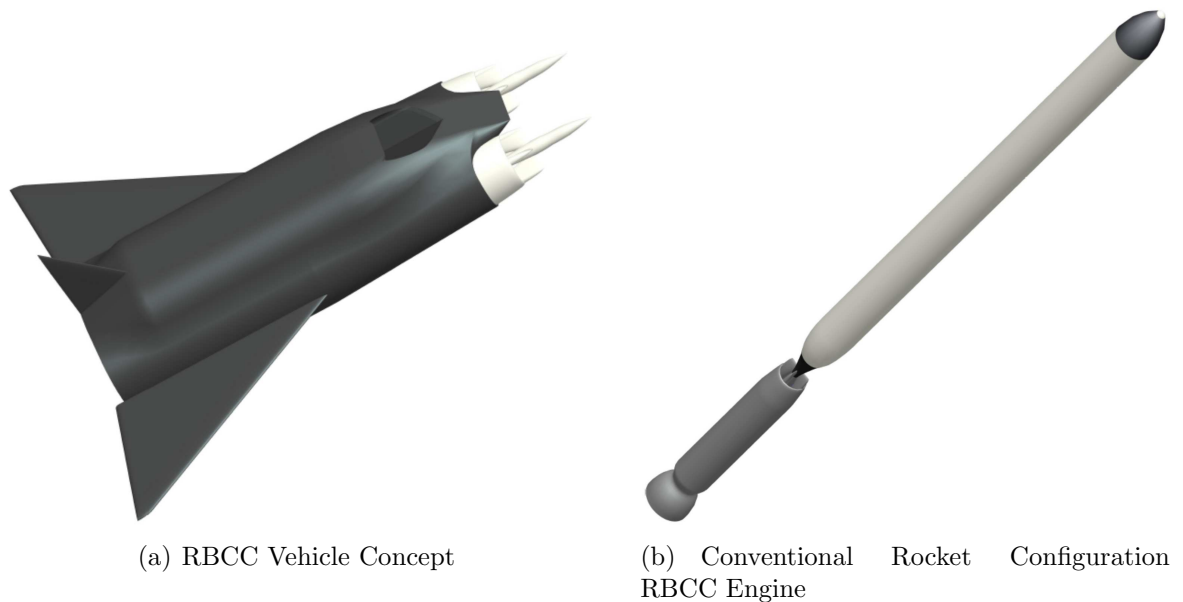 (a) RBCC Vehicle Concept
(b) Conventional Rocket Configuration
RBCC Engine